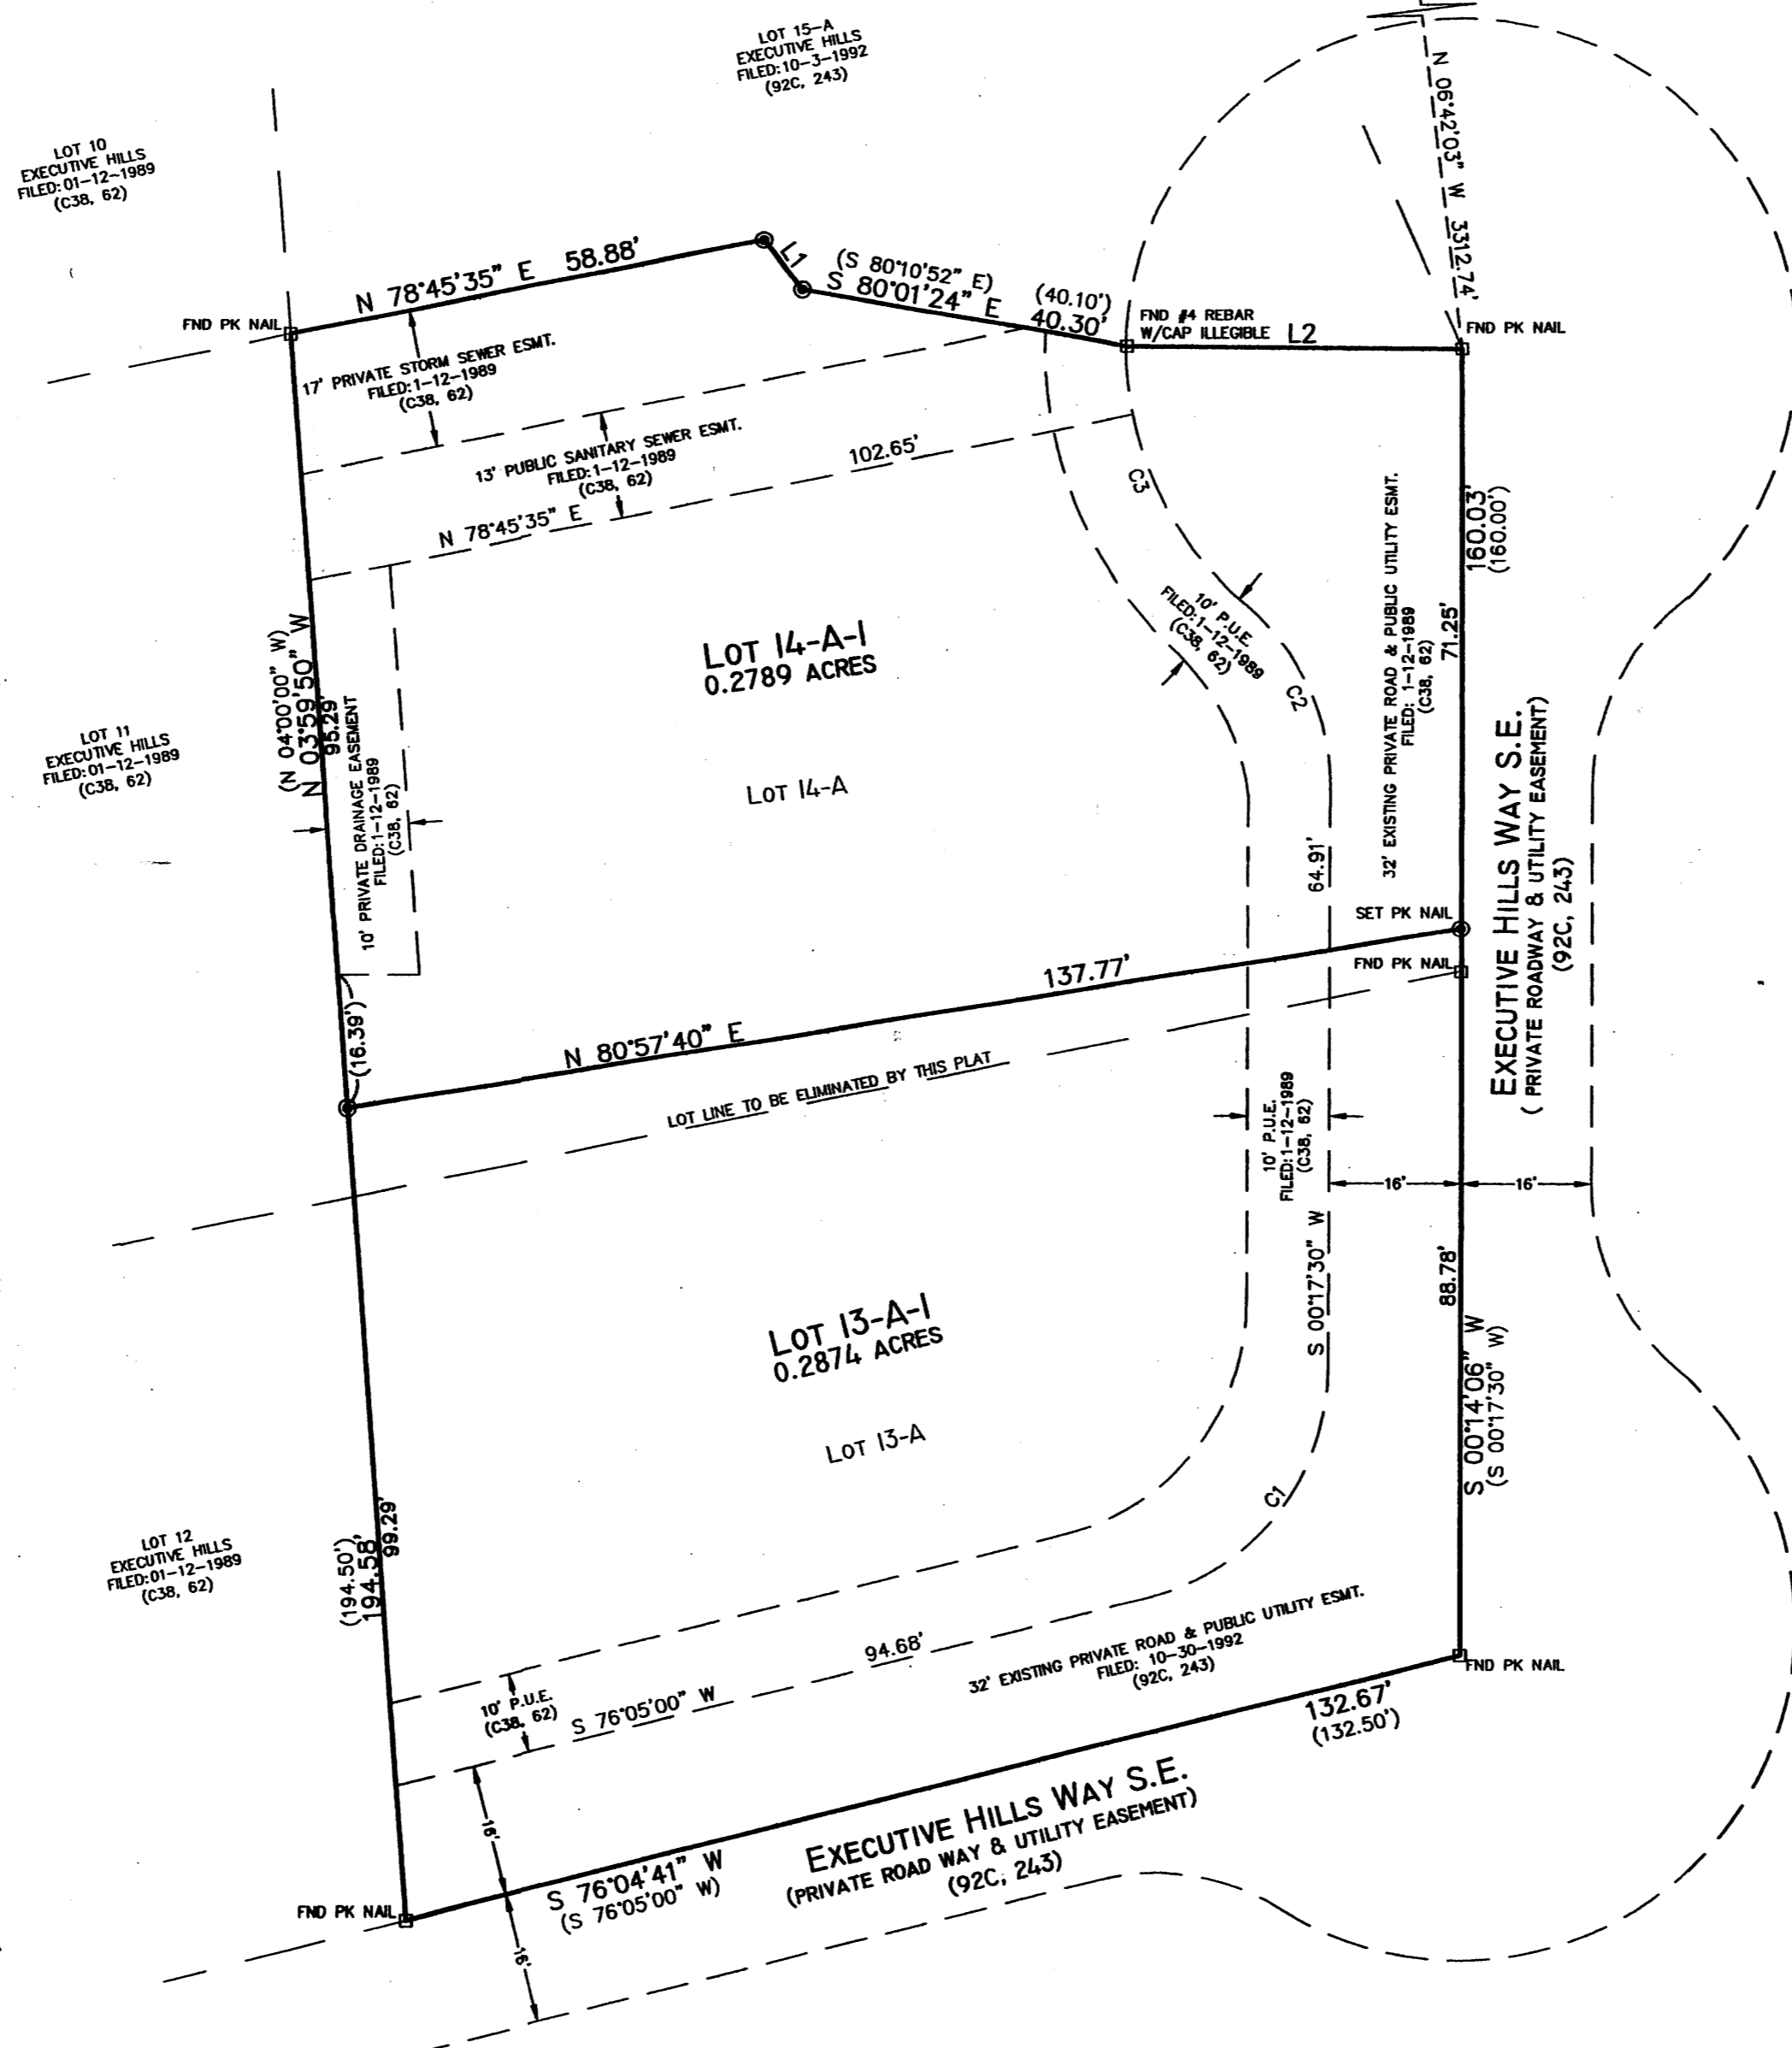 LOT 15-A
EXECUTIVE HILLS
FILED: 10-3-1992
(92C, 243)
LOT 10
EXECUTIVE HILLS
FILED: 01-12-1989
(C38, 62)
N 06°42'03" W 3312.74'
N 78°45'35" E 58.88'
L1
(S 80°10'52" E)
S 80°01'24" E
(40.10')
40.30'
FND #4 REBAR
W/CAP ILLEGIBLE
L2
FND PK NAIL
FND PK NAIL
17' PRIVATE STORM SEWER ESMT.
FILED: 1-12-1989
(C38, 62)
13' PUBLIC SANITARY SEWER ESMT.
FILED: 1-12-1989
(C38, 62)
N 78°45'35" E
102.65'
C3
10' P.U.E.
FILED: 1-12-1989
(C38, 62)
C2
32' EXISTING PRIVATE ROAD & PUBLIC UTILITY ESMT.
FILED: 1-12-1989
(C38, 62)
71.25'
160.03'
(160.00')
LOT 14-A-1
0.2789 ACRES
LOT 14-A
(N 04°00'00" W)
N 03°59'50" W
95.29'
10' PRIVATE DRAINAGE EASEMENT
FILED: 1-12-1989
(C38, 62)
LOT 11
EXECUTIVE HILLS
FILED: 01-12-1989
(C38, 62)
64.91'
SET PK NAIL
FND PK NAIL
EXECUTIVE HILLS WAY S.E.
( PRIVATE ROADWAY & UTILITY EASEMENT)
(92C, 243)
(16.39')
N 80°57'40" E
137.77'
LOT LINE TO BE ELIMINATED BY THIS PLAT
10' P.U.E.
FILED: 1-12-1989
(C38, 62)
16'
16'
S 00°17'30" W
88.78'
S 00°14'06" W
(S 00°17'30" W)
LOT 13-A-1
0.2874 ACRES
LOT 13-A
C1
LOT 12
EXECUTIVE HILLS
FILED: 01-12-1989
(C38, 62)
(194.50')
194.58'
99.29'
94.68'
S 76°05'00" W
10' P.U.E.
(C38, 62)
32' EXISTING PRIVATE ROAD & PUBLIC UTILITY ESMT.
FILED: 10-30-1992
(92C, 243)
FND PK NAIL
132.67'
(132.50')
16'
EXECUTIVE HILLS WAY S.E.
(PRIVATE ROAD WAY & UTILITY EASEMENT)
(92C, 243)
S 76°04'41" W
(S 76°05'00" W)
FND PK NAIL
16'